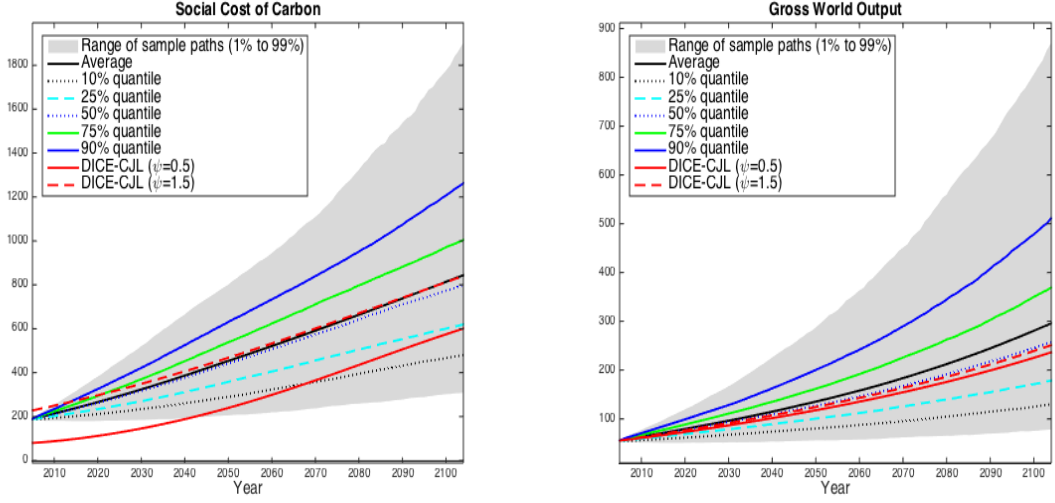 Social Cost of Carbon
1800
1600
1400
1200
1000
800
600
400
200
0
Range of sample paths (1% to 99%)
Average
10% quantile
25% quantile
50% quantile
75% quantile
90% quantile
DICE-CJL (ψ=0.5)
DICE-CJL (ψ=1.5)
2010 2020 2030 2040 2050 2060 2070 2080 2090 2100
Year
Gross World Output
900
800
700
600
500
400
300
200
100
Range of sample paths (1% to 99%)
Average
10% quantile
25% quantile
50% quantile
75% quantile
90% quantile
DICE-CJL (ψ=0.5)
DICE-CJL (ψ=1.5)
2010 2020 2030 2040 2050 2060 2070 2080 2090 2100
Year